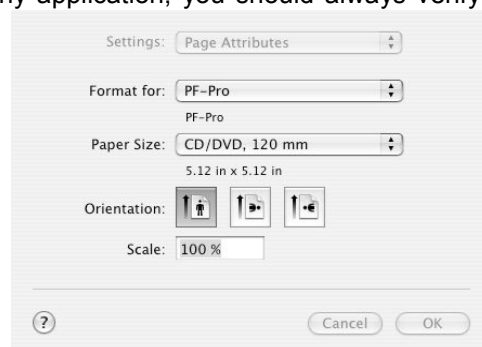 ny application, you should always verify
Settings: Page Attributes
Format for: PF-Pro
PF-Pro
Paper Size: CD/DVD, 120 mm
5.12 in x 5.12 in
Orientation:
Scale: 100 %
? Cancel OK